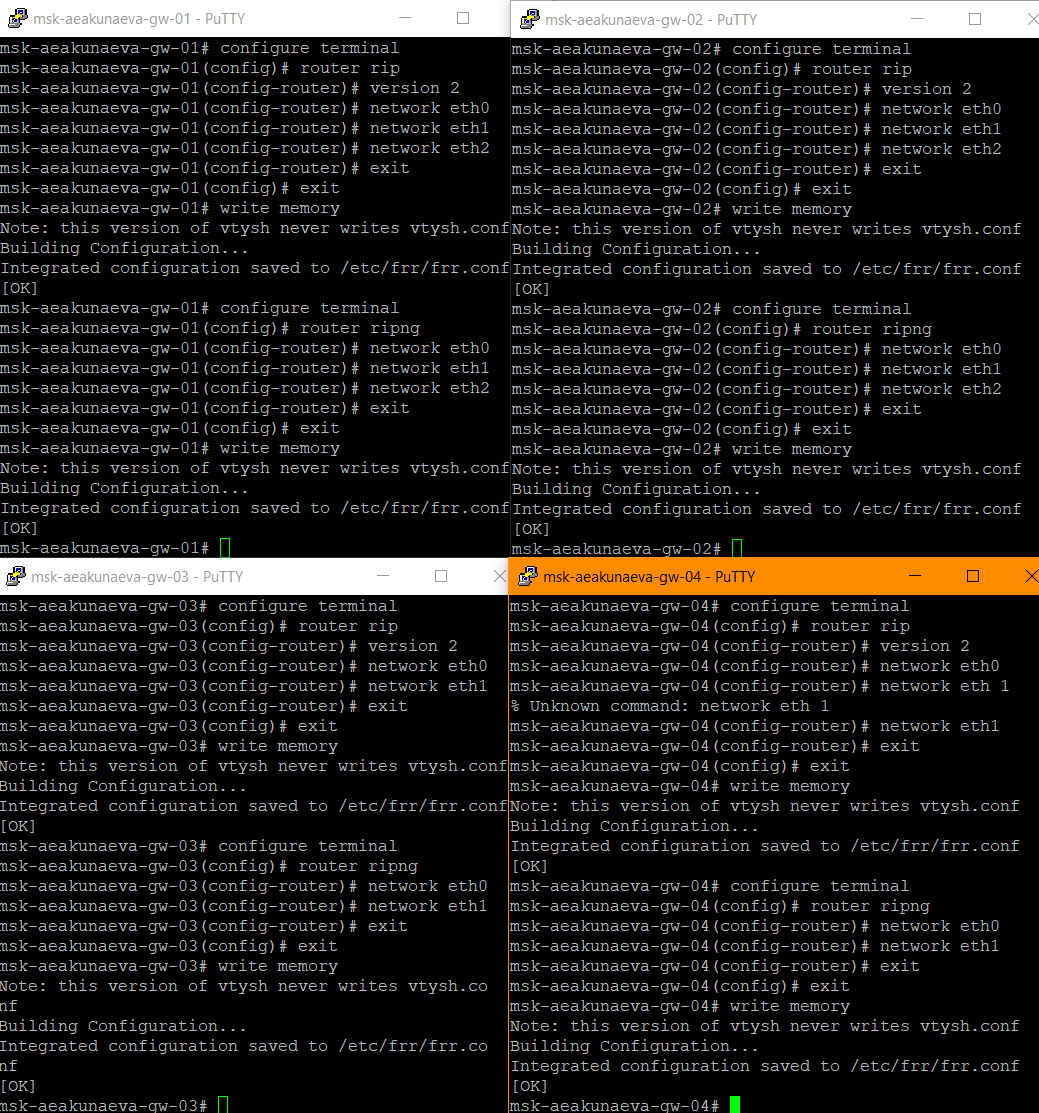 msk-aeakunaeva-gw-01 - PuTTY
msk-aeakunaeva-gw-01# configure terminal
msk-aeakunaeva-gw-01(config)# router rip
msk-aeakunaeva-gw-01(config-router)# version 2
msk-aeakunaeva-gw-01(config-router)# network eth0
msk-aeakunaeva-gw-01(config-router)# network eth1
msk-aeakunaeva-gw-01(config-router)# network eth2
msk-aeakunaeva-gw-01(config-router)# exit
msk-aeakunaeva-gw-01(config)# exit
msk-aeakunaeva-gw-01# write memory
Note: this version of vtysh never writes vtysh.conf
Building Configuration...
Integrated configuration saved to /etc/frr/frr.conf
[OK]
msk-aeakunaeva-gw-01# configure terminal
msk-aeakunaeva-gw-01(config)# router ripng
msk-aeakunaeva-gw-01(config-router)# network eth0
msk-aeakunaeva-gw-01(config-router)# network eth1
msk-aeakunaeva-gw-01(config-router)# network eth2
msk-aeakunaeva-gw-01(config-router)# exit
msk-aeakunaeva-gw-01(config)# exit
msk-aeakunaeva-gw-01# write memory
Note: this version of vtysh never writes vtysh.conf
Building Configuration...
Integrated configuration saved to /etc/frr/frr.conf
[OK]
msk-aeakunaeva-gw-01#
msk-aeakunaeva-gw-02 - PuTTY
msk-aeakunaeva-gw-02# configure terminal
msk-aeakunaeva-gw-02(config)# router rip
msk-aeakunaeva-gw-02(config-router)# version 2
msk-aeakunaeva-gw-02(config-router)# network eth0
msk-aeakunaeva-gw-02(config-router)# network eth1
msk-aeakunaeva-gw-02(config-router)# network eth2
msk-aeakunaeva-gw-02(config-router)# exit
msk-aeakunaeva-gw-02(config)# exit
msk-aeakunaeva-gw-02# write memory
Note: this version of vtysh never writes vtysh.conf
Building Configuration...
Integrated configuration saved to /etc/frr/frr.conf
[OK]
msk-aeakunaeva-gw-02# configure terminal
msk-aeakunaeva-gw-02(config)# router ripng
msk-aeakunaeva-gw-02(config-router)# network eth0
msk-aeakunaeva-gw-02(config-router)# network eth1
msk-aeakunaeva-gw-02(config-router)# network eth2
msk-aeakunaeva-gw-02(config-router)# exit
msk-aeakunaeva-gw-02(config)# exit
msk-aeakunaeva-gw-02# write memory
Note: this version of vtysh never writes vtysh.conf
Building Configuration...
Integrated configuration saved to /etc/frr/frr.conf
[OK]
msk-aeakunaeva-gw-02#
msk-aeakunaeva-gw-03 - PuTTY
msk-aeakunaeva-gw-03# configure terminal
msk-aeakunaeva-gw-03(config)# router rip
msk-aeakunaeva-gw-03(config-router)# version 2
msk-aeakunaeva-gw-03(config-router)# network eth0
msk-aeakunaeva-gw-03(config-router)# network eth1
msk-aeakunaeva-gw-03(config-router)# exit
msk-aeakunaeva-gw-03(config)# exit
msk-aeakunaeva-gw-03# write memory
Note: this version of vtysh never writes vtysh.conf
Building Configuration...
Integrated configuration saved to /etc/frr/frr.conf
[OK]
msk-aeakunaeva-gw-03# configure terminal
msk-aeakunaeva-gw-03(config)# router ripng
msk-aeakunaeva-gw-03(config-router)# network eth0
msk-aeakunaeva-gw-03(config-router)# network eth1
msk-aeakunaeva-gw-03(config-router)# exit
msk-aeakunaeva-gw-03(config)# exit
msk-aeakunaeva-gw-03# write memory
Note: this version of vtysh never writes vtysh.co
nf
Building Configuration...
Integrated configuration saved to /etc/frr/frr.co
nf
[OK]
msk-aeakunaeva-gw-03#
msk-aeakunaeva-gw-04 - PuTTY
msk-aeakunaeva-gw-04# configure terminal
msk-aeakunaeva-gw-04(config)# router rip
msk-aeakunaeva-gw-04(config-router)# version 2
msk-aeakunaeva-gw-04(config-router)# network eth0
msk-aeakunaeva-gw-04(config-router)# network eth 1
% Unknown command: network eth 1
msk-aeakunaeva-gw-04(config-router)# network eth1
msk-aeakunaeva-gw-04(config-router)# exit
msk-aeakunaeva-gw-04(config)# exit
msk-aeakunaeva-gw-04# write memory
Note: this version of vtysh never writes vtysh.conf
Building Configuration...
Integrated configuration saved to /etc/frr/frr.conf
[OK]
msk-aeakunaeva-gw-04# configure terminal
msk-aeakunaeva-gw-04(config)# router ripng
msk-aeakunaeva-gw-04(config-router)# network eth0
msk-aeakunaeva-gw-04(config-router)# network eth1
msk-aeakunaeva-gw-04(config-router)# exit
msk-aeakunaeva-gw-04(config)# exit
msk-aeakunaeva-gw-04# write memory
Note: this version of vtysh never writes vtysh.conf
Building Configuration...
Integrated configuration saved to /etc/frr/frr.conf
[OK]
msk-aeakunaeva-gw-04#